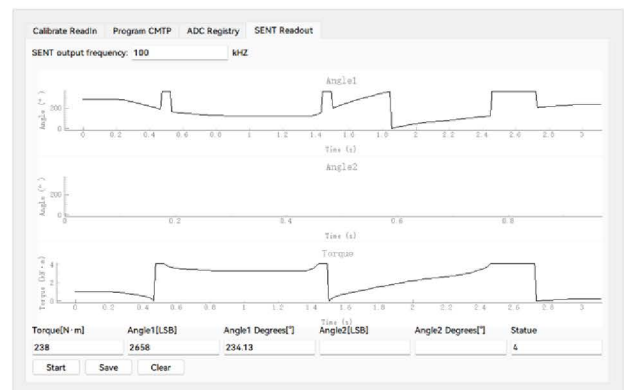 Calibrate ReadIn Program CMTP ADC Registry SENT Readout
SENT output frequency: 100 kHZ
Angle1
Angle (°)
200
0
0 0.2 0.4 0.6 0.8 1 1.2 1.4 1.6 1.8 2 2.2 2.4 2.6 2.8 3
Time (s)
Angle2
Angle (°)
200
0
0 0.2 0.4 0.6 0.8
Time (s)
Torque
Torque (kN·m)
4
2
0
0 0.2 0.4 0.6 0.8 1 1.2 1.4 1.6 1.8 2 2.2 2.4 2.6 2.8 3
Time (s)
Torque[N·m] Angle1[LSB] Angle1 Degrees[°] Angle2[LSB] Angle2 Degrees[°] Statue
238 2658 234.13 4
Start Save Clear